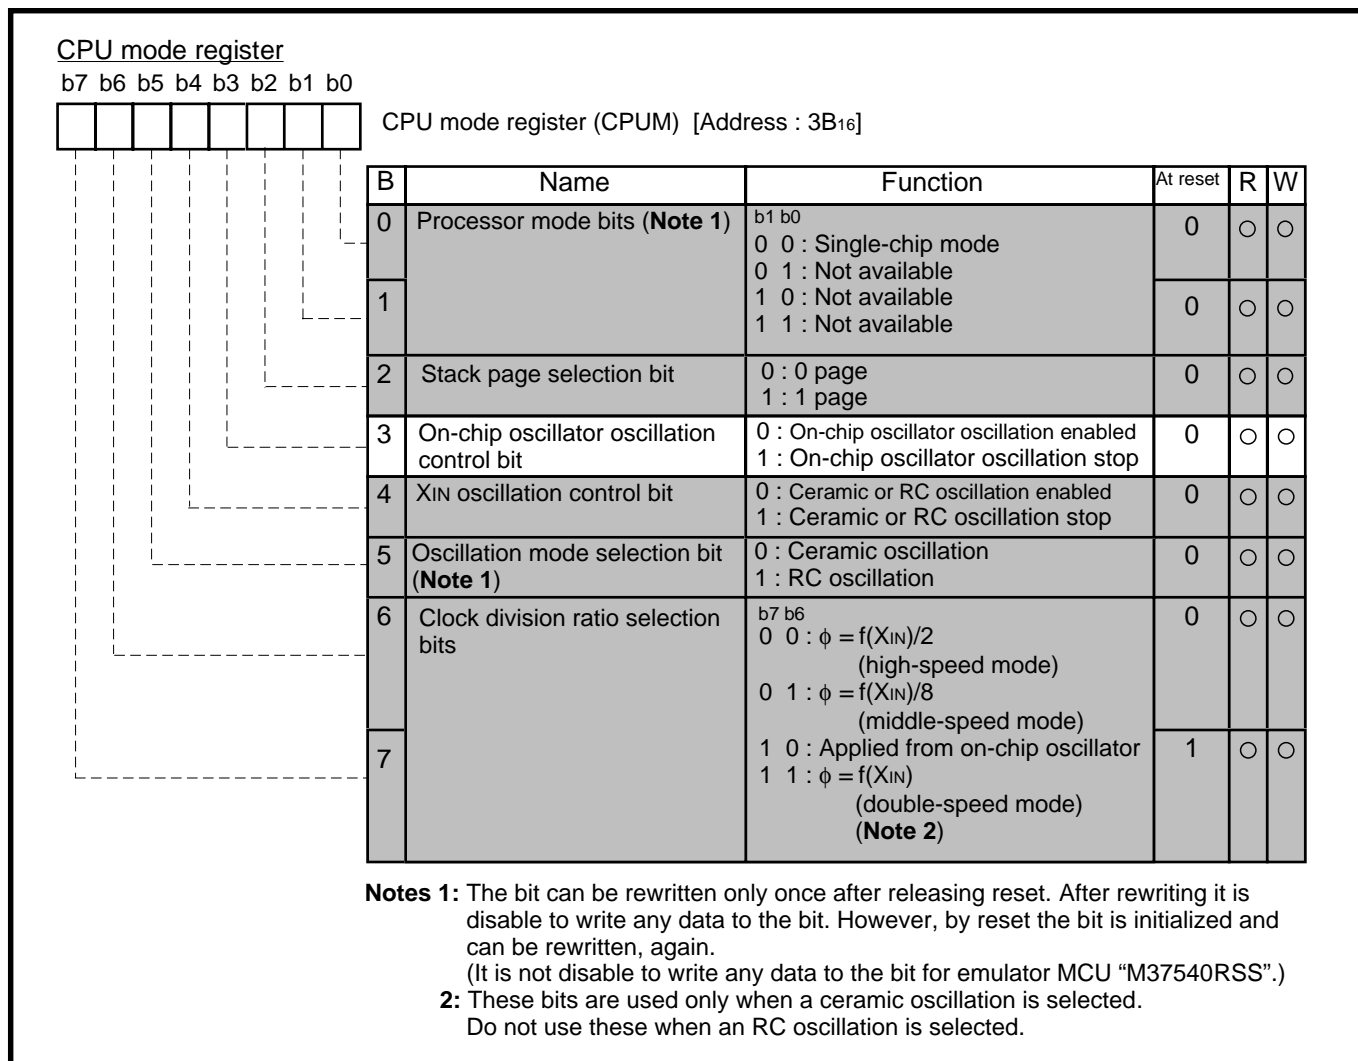 CPU mode register
b7 b6 b5 b4 b3 b2 b1 b0
CPU mode register (CPUM) [Address : 3B16]
B Name Function At reset R W
0 Processor mode bits (Note 1) b1 b0 0 ○ ○
0 0 : Single-chip mode
0 1 : Not available
1 1 0 : Not available 0 ○ ○
1 1 : Not available
2 Stack page selection bit 0 : 0 page 0 ○ ○
1 : 1 page
3 On-chip oscillator oscillation 0 : On-chip oscillator oscillation enabled 0 ○ ○
control bit 1 : On-chip oscillator oscillation stop
4 XIN oscillation control bit 0 : Ceramic or RC oscillation enabled 0 ○ ○
1 : Ceramic or RC oscillation stop
5 Oscillation mode selection bit 0 : Ceramic oscillation 0 ○ ○
(Note 1) 1 : RC oscillation
6 Clock division ratio selection b7 b6 0 ○ ○
bits 0 0 : φ = f(XIN)/2
(high-speed mode)
0 1 : φ = f(XIN)/8
(middle-speed mode)
7 1 0 : Applied from on-chip oscillator 1 ○ ○
1 1 : φ = f(XIN)
(double-speed mode)
(Note 2)
Notes 1: The bit can be rewritten only once after releasing reset. After rewriting it is
disable to write any data to the bit. However, by reset the bit is initialized and
can be rewritten, again.
(It is not disable to write any data to the bit for emulator MCU “M37540RSS”.)
2: These bits are used only when a ceramic oscillation is selected.
Do not use these when an RC oscillation is selected.